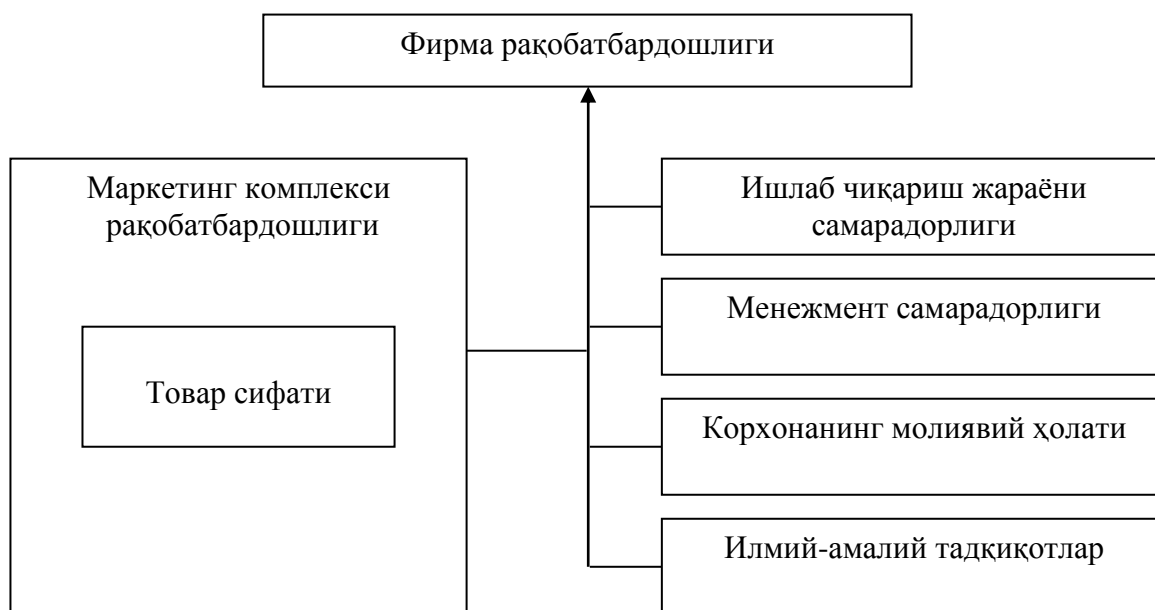 Фирма рақобатбардошлиги
Маркетинг комплекси
рақобатбардошлиги
Товар сифати
Ишлаб чиқариш жараёни
самарадорлиги
Менежмент самарадорлиги
Корхонанинг молиявий ҳолати
Илмий-амалий тадқиқотлар